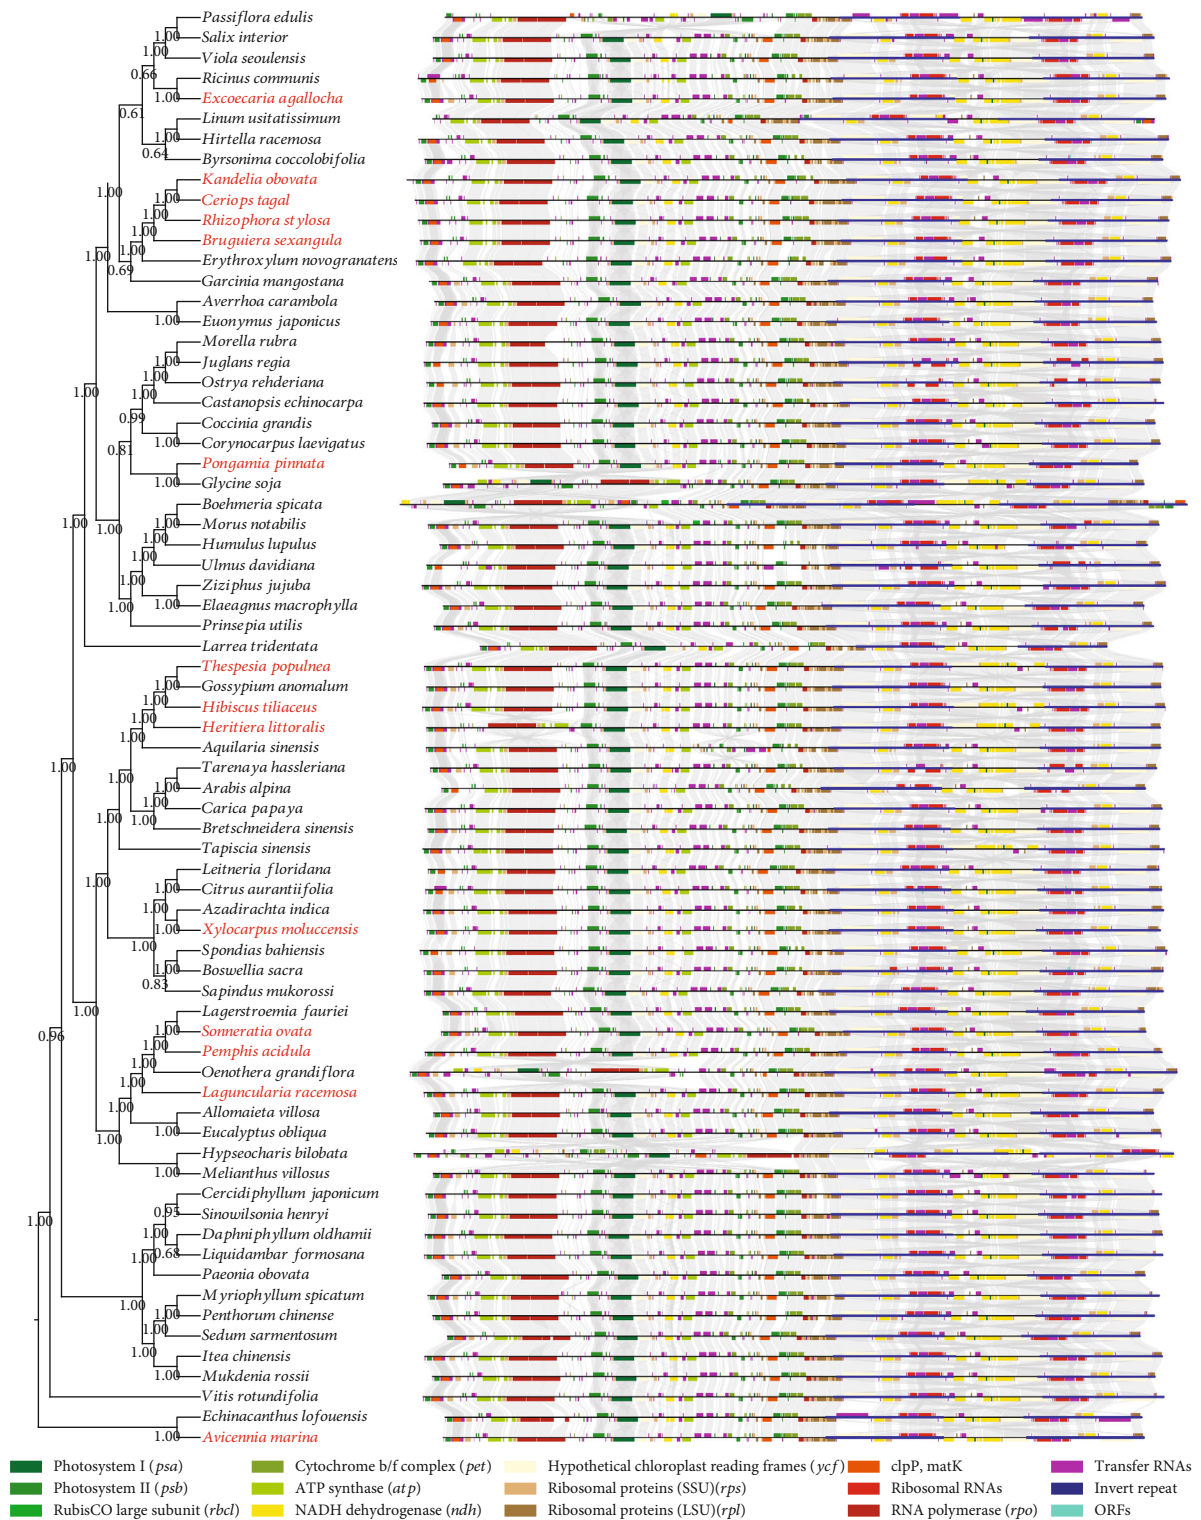 Passiflora edulis
1.00
Salix interior
1.00
Viola seoulensis
0.66
Ricinus communis
1.00
Excoecaria agallocha
0.61
Linum usitatissimum
1.00
Hirtella racemosa
0.64
Byrsonima coccolobifolia
1.00
Kandelia obovata
1.00
Ceriops tagal
1.00
Rhizophora stylosa
1.00
Bruguiera sexangula
1.00
1.00
Erythroxylum novogranatens
0.69
Garcinia mangostana
Averrhoa carambola
1.00
Euonymus japonicus
Morella rubra
1.00
Juglans regia
1.00
Ostrya rehderiana
1.00
1.00
Castanopsis echinocarpa
0.99
Coccinia grandis
1.00
Corynocarpus laevigatus
0.81
Pongamia pinnata
1.00
Glycine soja
Boehmeria spicata
1.00
1.00
1.00
Morus notabilis
1.00
Humulus lupulus
1.00
Ulmus davidiana
1.00
Ziziphus jujuba
1.00
1.00
Elaeagnus macrophylla
Prinsepia utilis
Larrea tridentata
Thespesia populnea
1.00
Gossypium anomalum
1.00
Hibiscus tiliaceus
1.00
Heritiera littoralis
1.00
Aquilaria sinensis
1.00
Tarenaya hassleriana
1.00
1.00
Arabis alpina
1.00
Carica papaya
1.00
1.00
Bretschneidera sinensis
Tapiscia sinensis
Leitneria floridana
1.00
1.00
Citrus aurantiifolia
1.00
Azadirachta indica
1.00
Xylocarpus moluccensis
1.00
Spondias bahiensis
1.00
Boswellia sacra
0.83
Sapindus mukorossi
1.00
Lagerstroemia fauriei
1.00
Sonneratia ovata
0.96
1.00
Pemphis acidula
Oenothera grandiflora
1.00
Laguncularia racemosa
1.00
Allomaieta villosa
1.00
1.00
Eucalyptus obliqua
Hypseocharis bilobata
1.00
Melianthus villosus
Cercidiphyllum japonicum
0.95
1.00
Sinowilsonia henryi
1.00
Daphniphyllum oldhamii
1.00
0.68
Liquidambar formosana
Paeonia obovata
Myriophyllum spicatum
1.00
1.00
Penthorum chinense
1.00
Sedum sarmentosum
1.00
Itea chinensis
1.00
Mukdenia rossii
Vitis rotundifolia
Echinacanthus lofouensis
1.00
Avicennia marina
Photosystem I (psa)
Photosystem II (psb)
RubisCO large subunit (rbcl)
Cytochrome b/f complex (pet)
ATP synthase (atp)
NADH dehydrogenase (ndh)
Hypothetical chloroplast reading frames (ycf)
Ribosomal proteins (SSU)(rps)
Ribosomal proteins (LSU)(rpl)
clpP, matK
Ribosomal RNAs
RNA polymerase (rpo)
Transfer RNAs
Invert repeat
ORFs